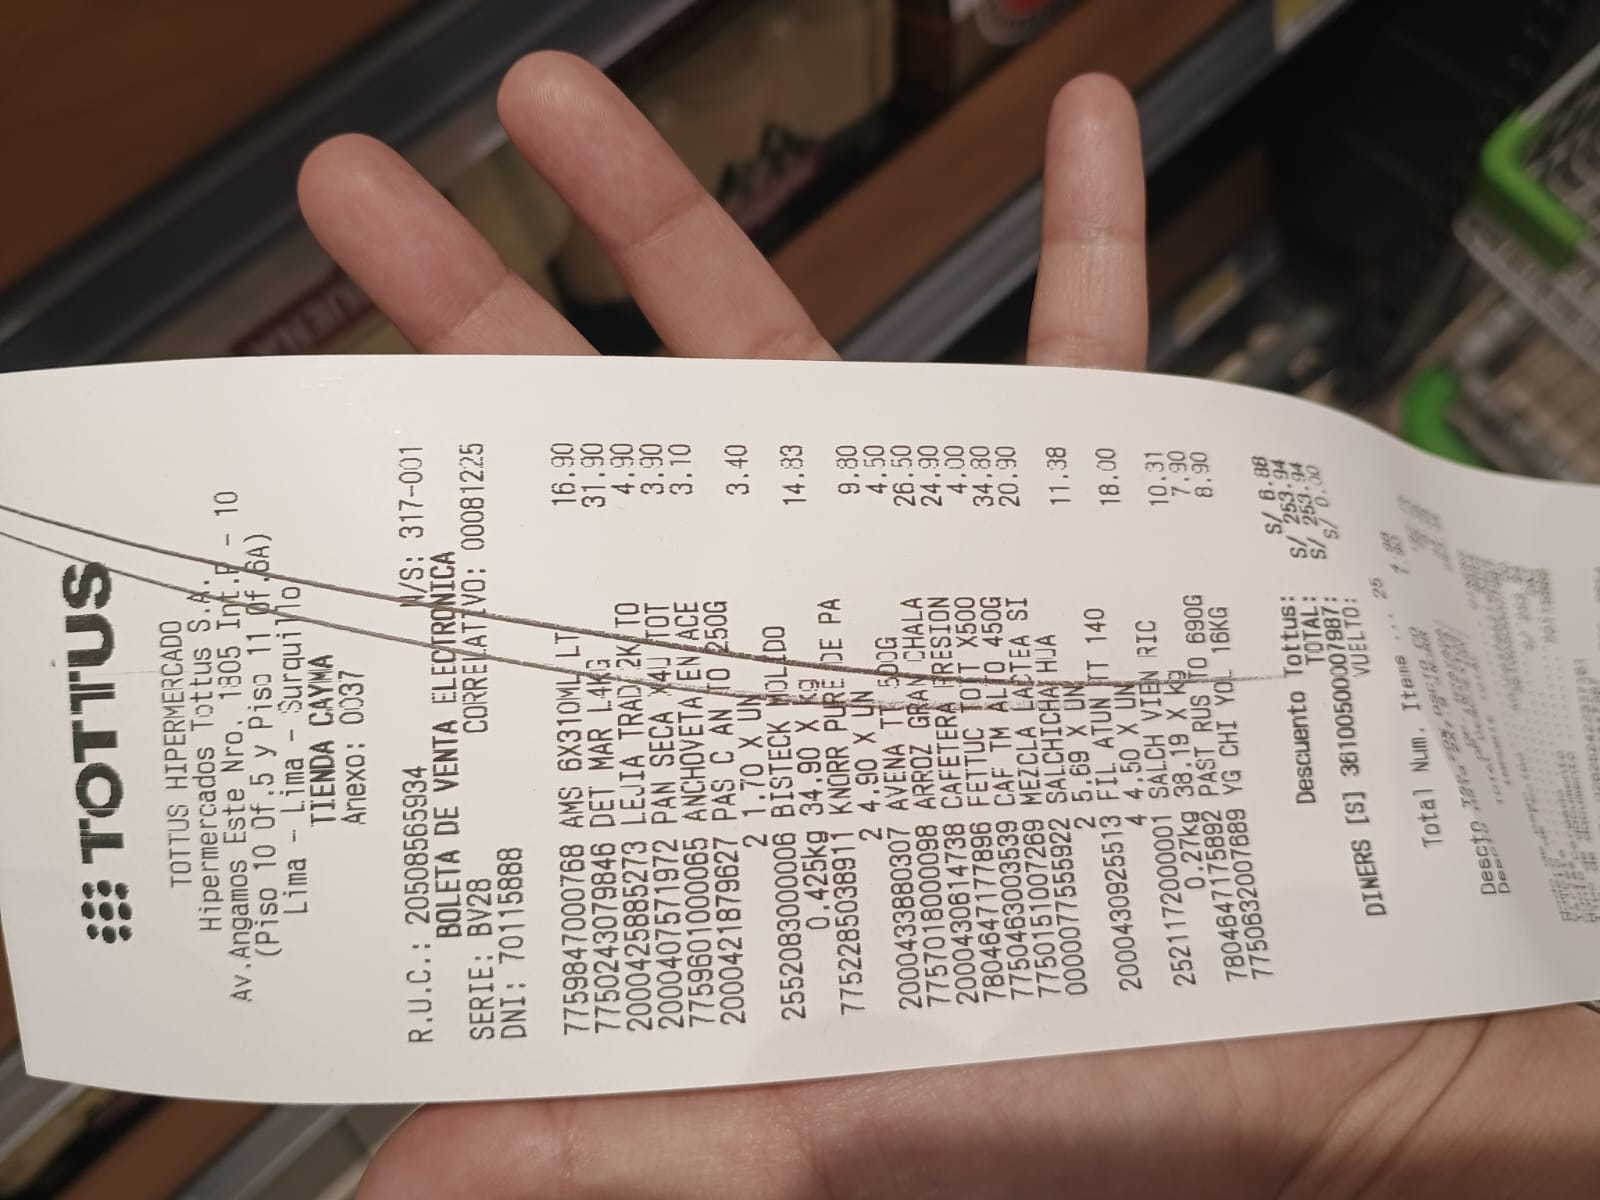 TOTTUS
TOTTUS HIPERMERCADO
Hipermercados Tottus S.A.
Av.Angamos Este Nro. 1805 Int.P - 10
(Piso 10 Of.5 y Piso 11 Of.6A)
Lima - Lima - Surquillo
TIENDA CAYMA
Anexo: 0037
R.U.C.: 20508565934 N/S: 317-001
BOLETA DE VENTA ELECTRONICA
SERIE: BV28 CORRELATIVO: 00081225
DNI: 70115888
7759847000768 AMS 6X310ML LT 16.90
7750243079846 DET MAR L4KG 31.90
2000425885273 LEJIA TRAD 2K TO 4.90
2000407571972 PAN SECA X4U TOT 3.90
7759601000065 ANCHOVETA EN ACE 3.10
2000421879627 PAS C AN TO 250G
2 1.70 X UN 3.40
2552083000006 BISTECK MOLIDO
0.425kg 34.90 X kg 14.83
7752285038911 KNORR PURE DE PA
2 4.90 X UN 9.80
2000433880307 AVENA TT 500G 4.50
7757018000098 ARROZ GRAN CHALA 26.50
2000430614738 CAFETERA PRESION 24.90
7804647177896 FETTUC TOTT X500 4.00
7750463003539 CAF TM ALTO 450G 34.80
7750151007269 MEZCLA LACTEA SI 20.90
0000077555922 SALCHICHA HUA
2 5.69 X UN 11.38
2000430925513 FIL ATUN TT 140
4 4.50 X UN 18.00
2521172000001 SALCH VIEN RIC
0.27kg 38.19 X kg 10.31
7804647175892 PAST RUS TO 690G 7.90
7750632007689 YG CHI YOL 16KG 8.90
Descuento Tottus: S/ 6.88
TOTAL: S/ 253.94
DINERS [S] 36100500007987: S/ 253.94
VUELTO: S/ 0.00
Total Num. Items ... 25